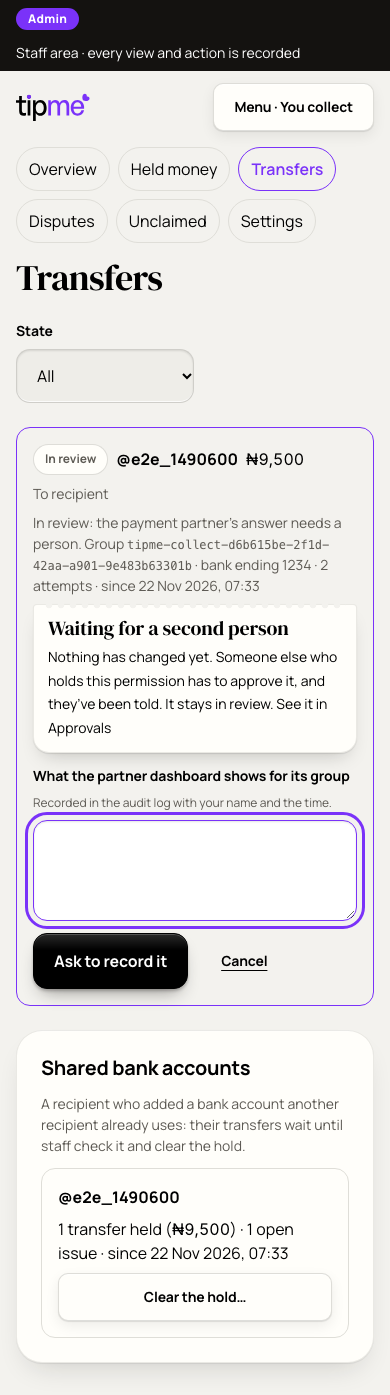 Admin
Staff area · every view and action is recorded
tipme
Menu · You collect
Overview
Held money
Transfers
Disputes
Unclaimed
Settings
Transfers
State
All
In review
@e2e_1490600 ₦9,500
To recipient
In review: the payment partner's answer needs a
person. Group tipme-collect-d6b615be-2f1d-
42aa-a901-9e483b63301b · bank ending 1234 · 2
attempts · since 22 Nov 2026, 07:33
Waiting for a second person
Nothing has changed yet. Someone else who
holds this permission has to approve it, and
they've been told. It stays in review. See it in
Approvals
What the partner dashboard shows for its group
Recorded in the audit log with your name and the time.
Ask to record it
Cancel
Shared bank accounts
A recipient who added a bank account another
recipient already uses: their transfers wait until
staff check it and clear the hold.
@e2e_1490600
1 transfer held (₦9,500) · 1 open
issue · since 22 Nov 2026, 07:33
Clear the hold…